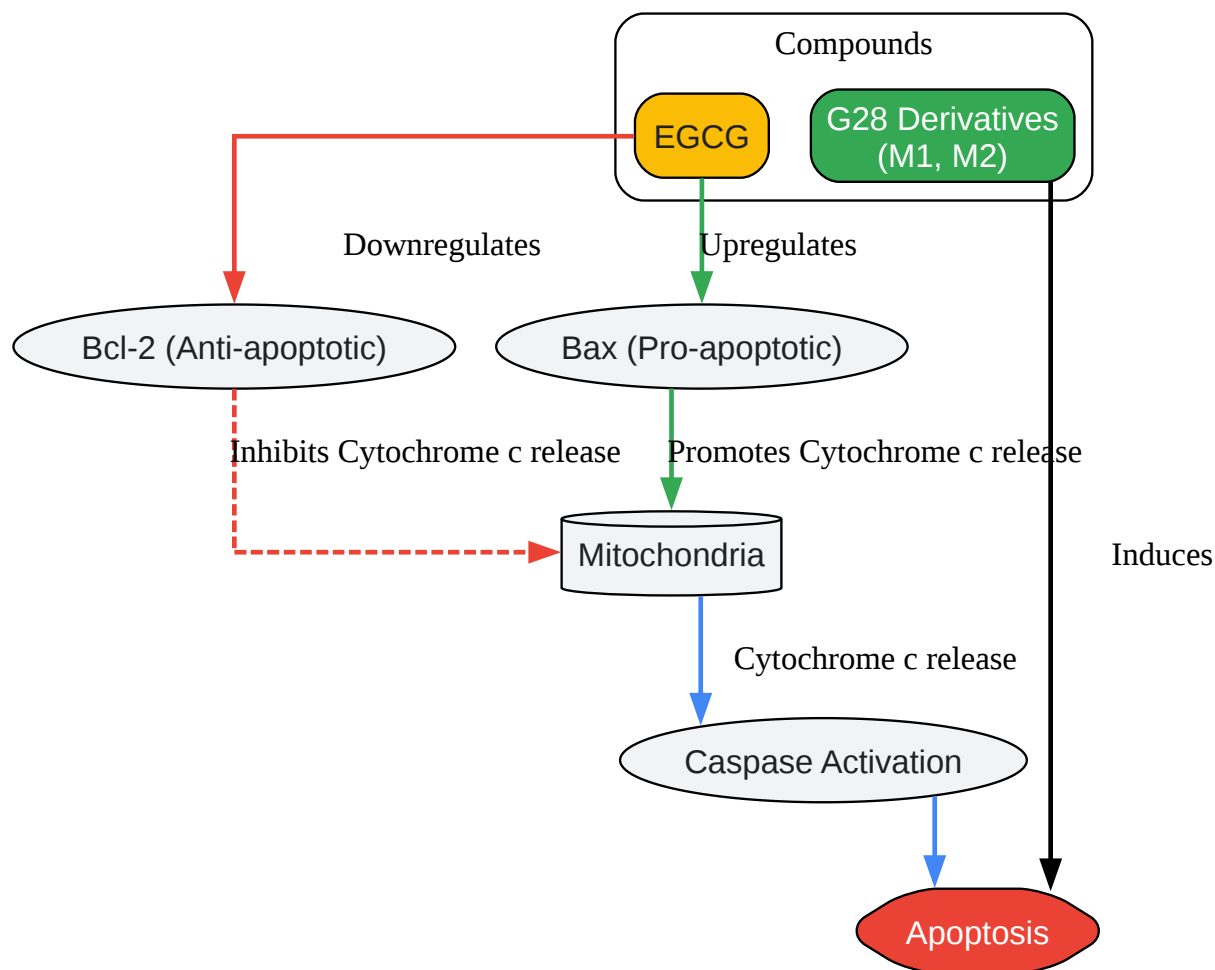 Compounds
EGCG
G28 Derivatives
(M1, M2)
Downregulates
Upregulates
Bcl-2 (Anti-apoptotic)
Bax (Pro-apoptotic)
Inhibits Cytochrome c release
Promotes Cytochrome c release
Mitochondria
Induces
Cytochrome c release
Caspase Activation
Apoptosis